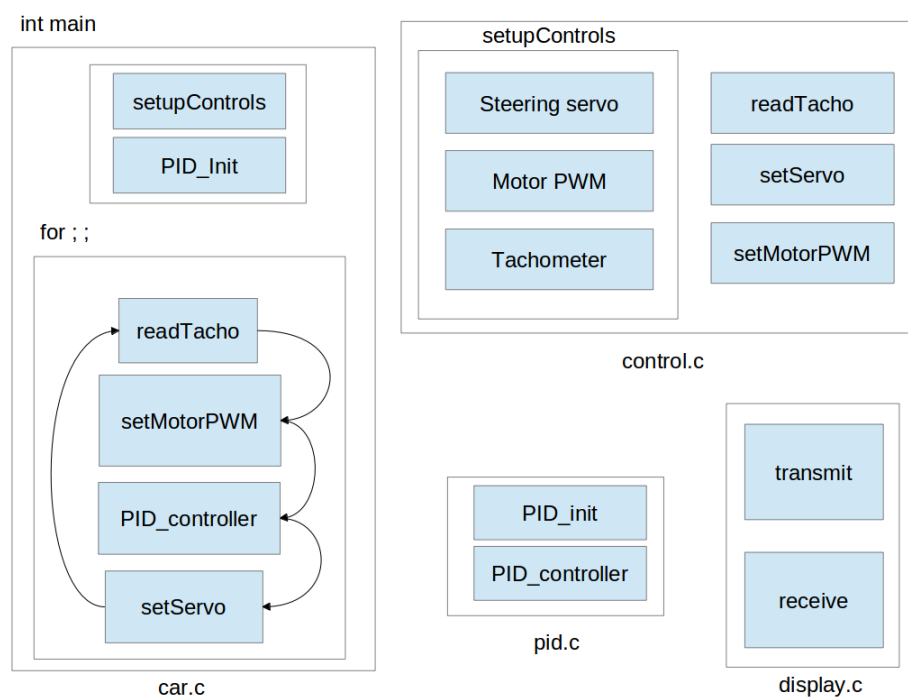 int main
setupControls
PID_Init
for ; ;
readTacho
setMotorPWM
PID_controller
setServo
car.c
setupControls
Steering servo
Motor PWM
Tachometer
readTacho
setServo
setMotorPWM
control.c
PID_init
PID_controller
pid.c
transmit
receive
display.c